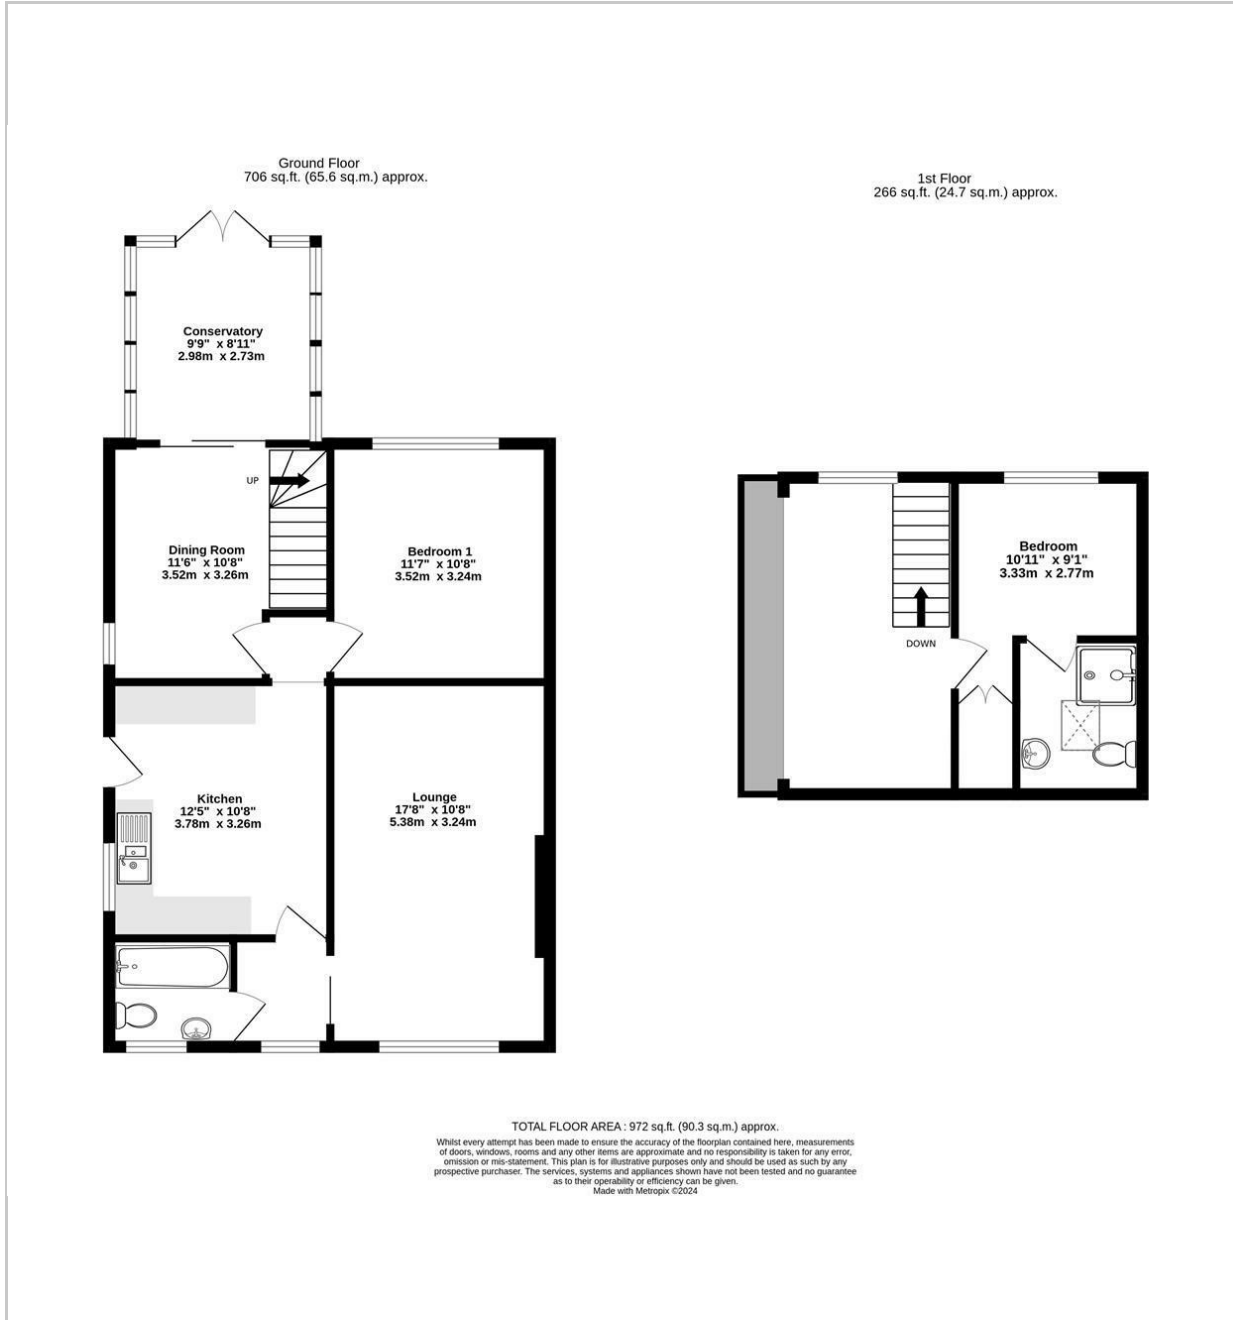 Ground Floor
706 sq.ft. (65.6 sq.m.) approx.
1st Floor
266 sq.ft. (24.7 sq.m.) approx.
Conservatory
9'9" x 8'11"
2.98m x 2.73m
UP
Dining Room
11'6" x 10'8"
3.52m x 3.26m
Bedroom 1
11'7" x 10'8"
3.52m x 3.24m
Bedroom
10'11" x 9'1"
3.33m x 2.77m
DOWN
Kitchen
12'5" x 10'8"
3.78m x 3.26m
Lounge
17'8" x 10'8"
5.38m x 3.24m
TOTAL FLOOR AREA : 972 sq.ft. (90.3 sq.m.) approx.
Whilst every attempt has been made to ensure the accuracy of the floorplan contained here, measurements
of doors, windows, rooms and any other items are approximate and no responsibility is taken for any error,
omission or mis-statement. This plan is for illustrative purposes only and should be used as such by any
prospective purchaser. The services, systems and appliances shown have not been tested and no guarantee
as to their operability or efficiency can be given.
Made with Metropix ©2024